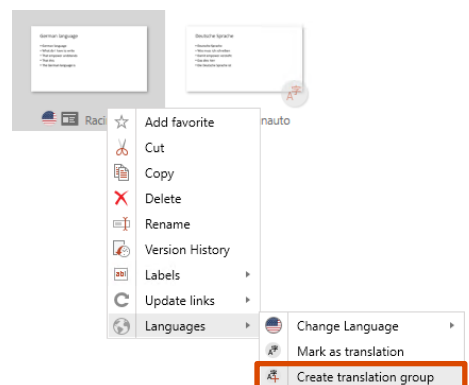 German language
Deutsche Sprache
Raci
nauto
Add favorite
Cut
Copy
Delete
Rename
Version History
Labels
Update links
Languages
Change Language
Mark as translation
Create translation group